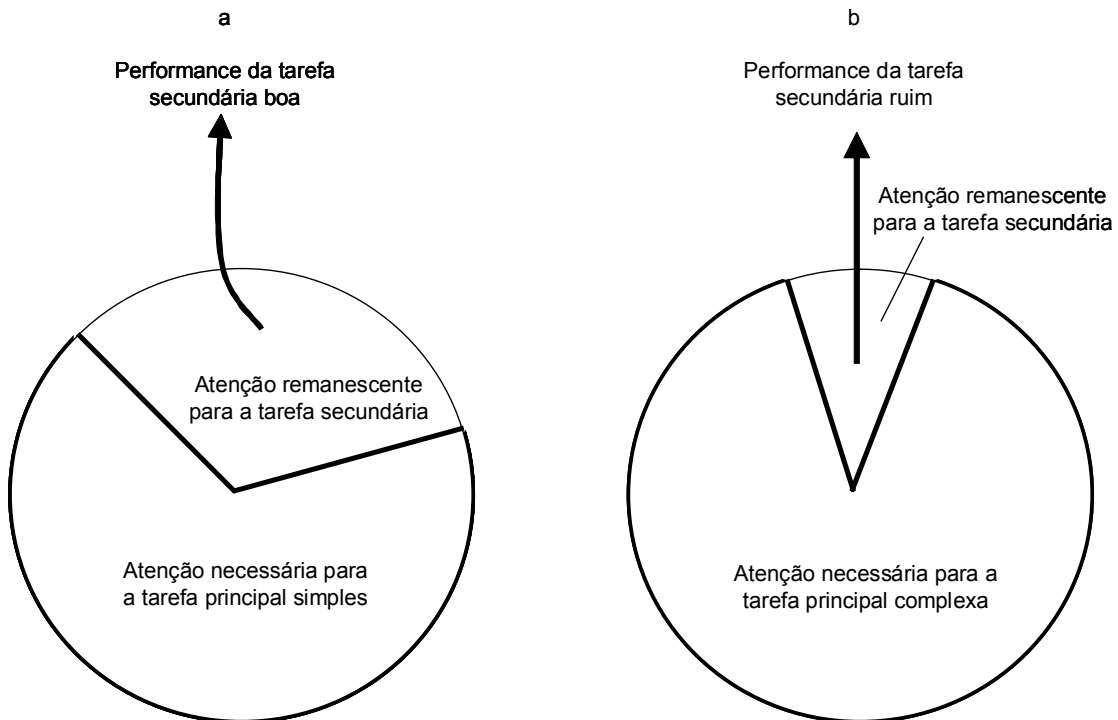 a
Performance da tarefa
secundária boa
Atenção remanescente
para a tarefa secundária
Atenção necessária para
a tarefa principal simples
b
Performance da tarefa
secundária ruim
Atenção remanescente
para a tarefa secundária
Atenção necessária para a
tarefa principal complexa